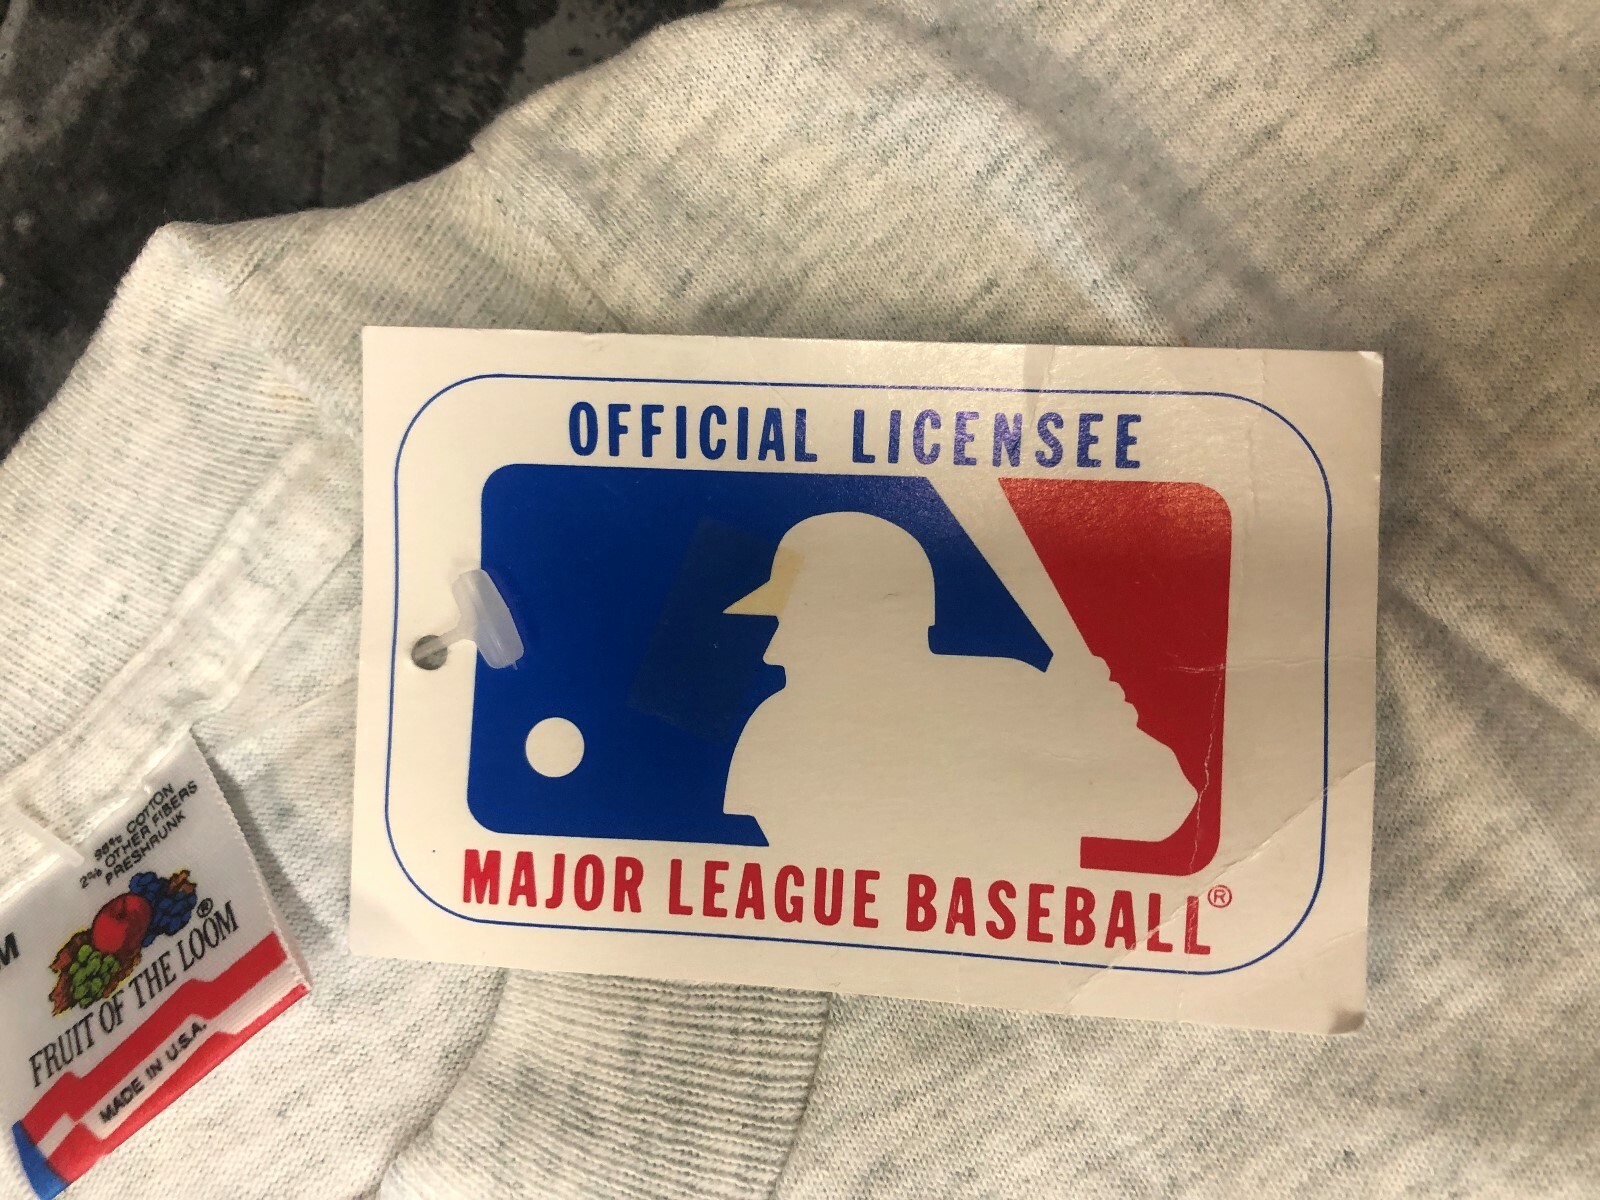 OFFICIAL LICENSEE
MAJOR LEAGUE BASEBALL®
98% COTTON
2% OTHER FIBERS
PRESHRUNK
M
FRUIT OF THE LOOM®
MADE IN U.S.A.